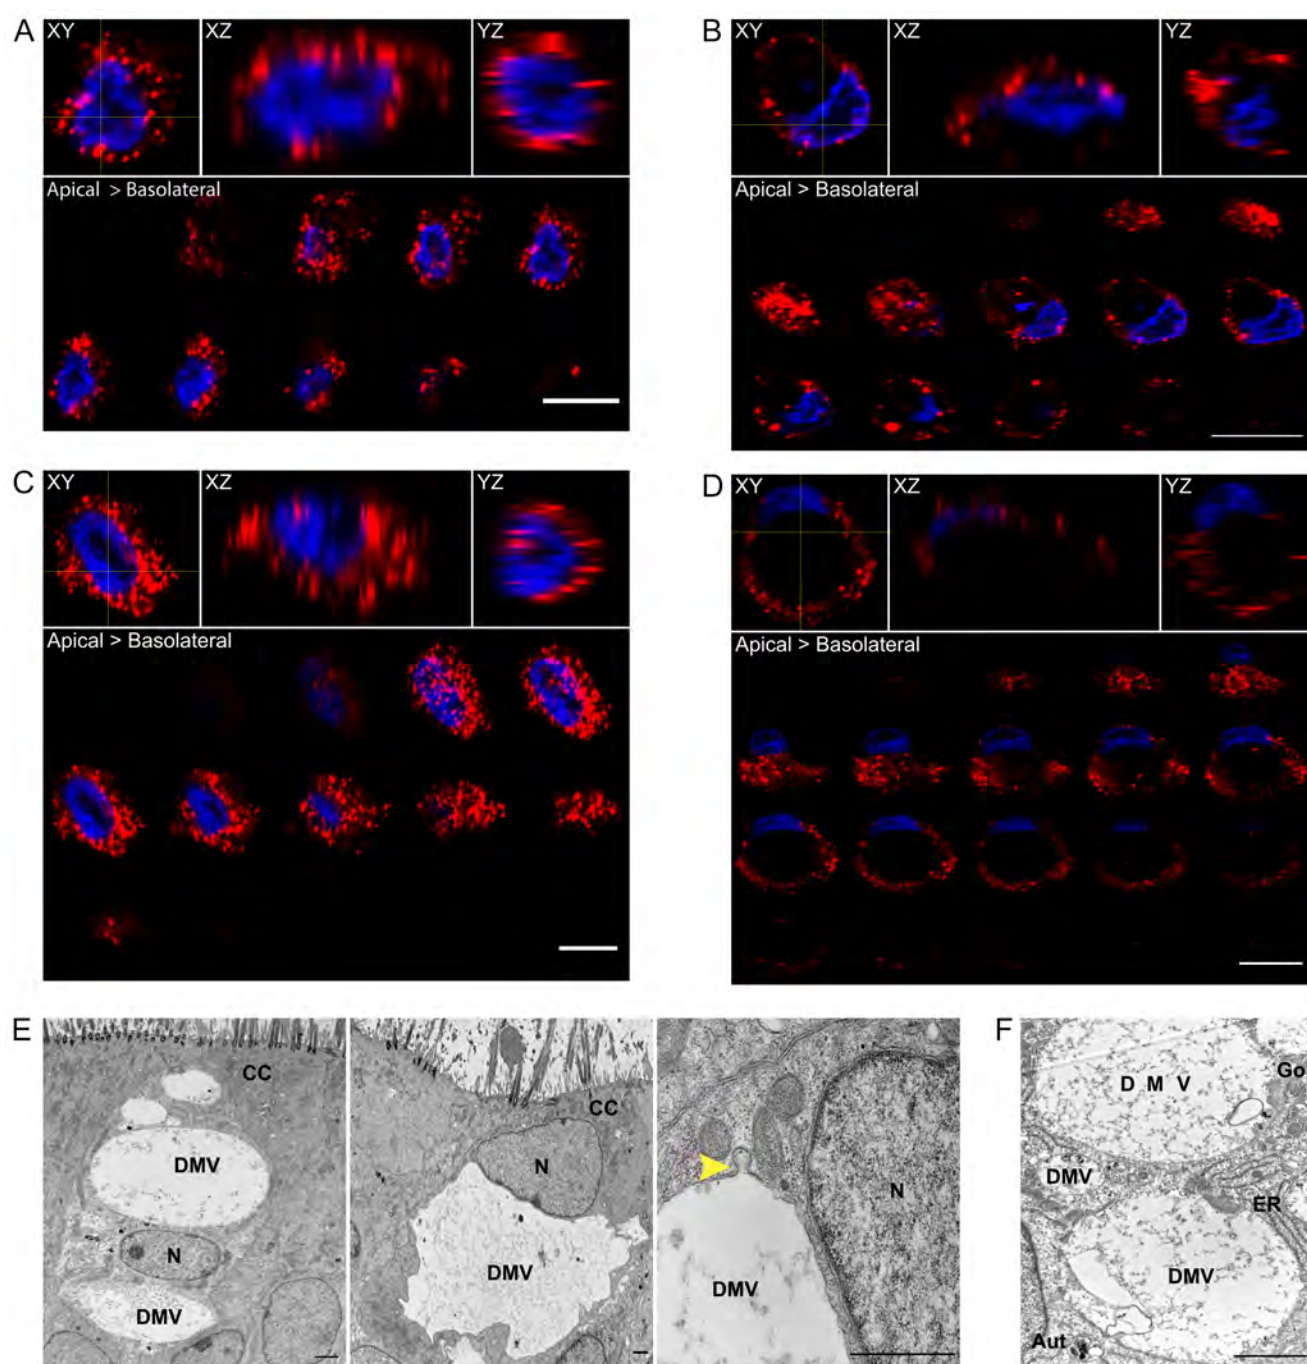 A
XY
XZ
YZ
Apical > Basolateral
B
XY
XZ
YZ
Apical > Basolateral
C
XY
XZ
YZ
Apical > Basolateral
D
XY
XZ
YZ
Apical > Basolateral
E
CC
DMV
N
DMV
CC
N
DMV
N
DMV
F
D M V
Go
DMV
ER
DMV
Aut